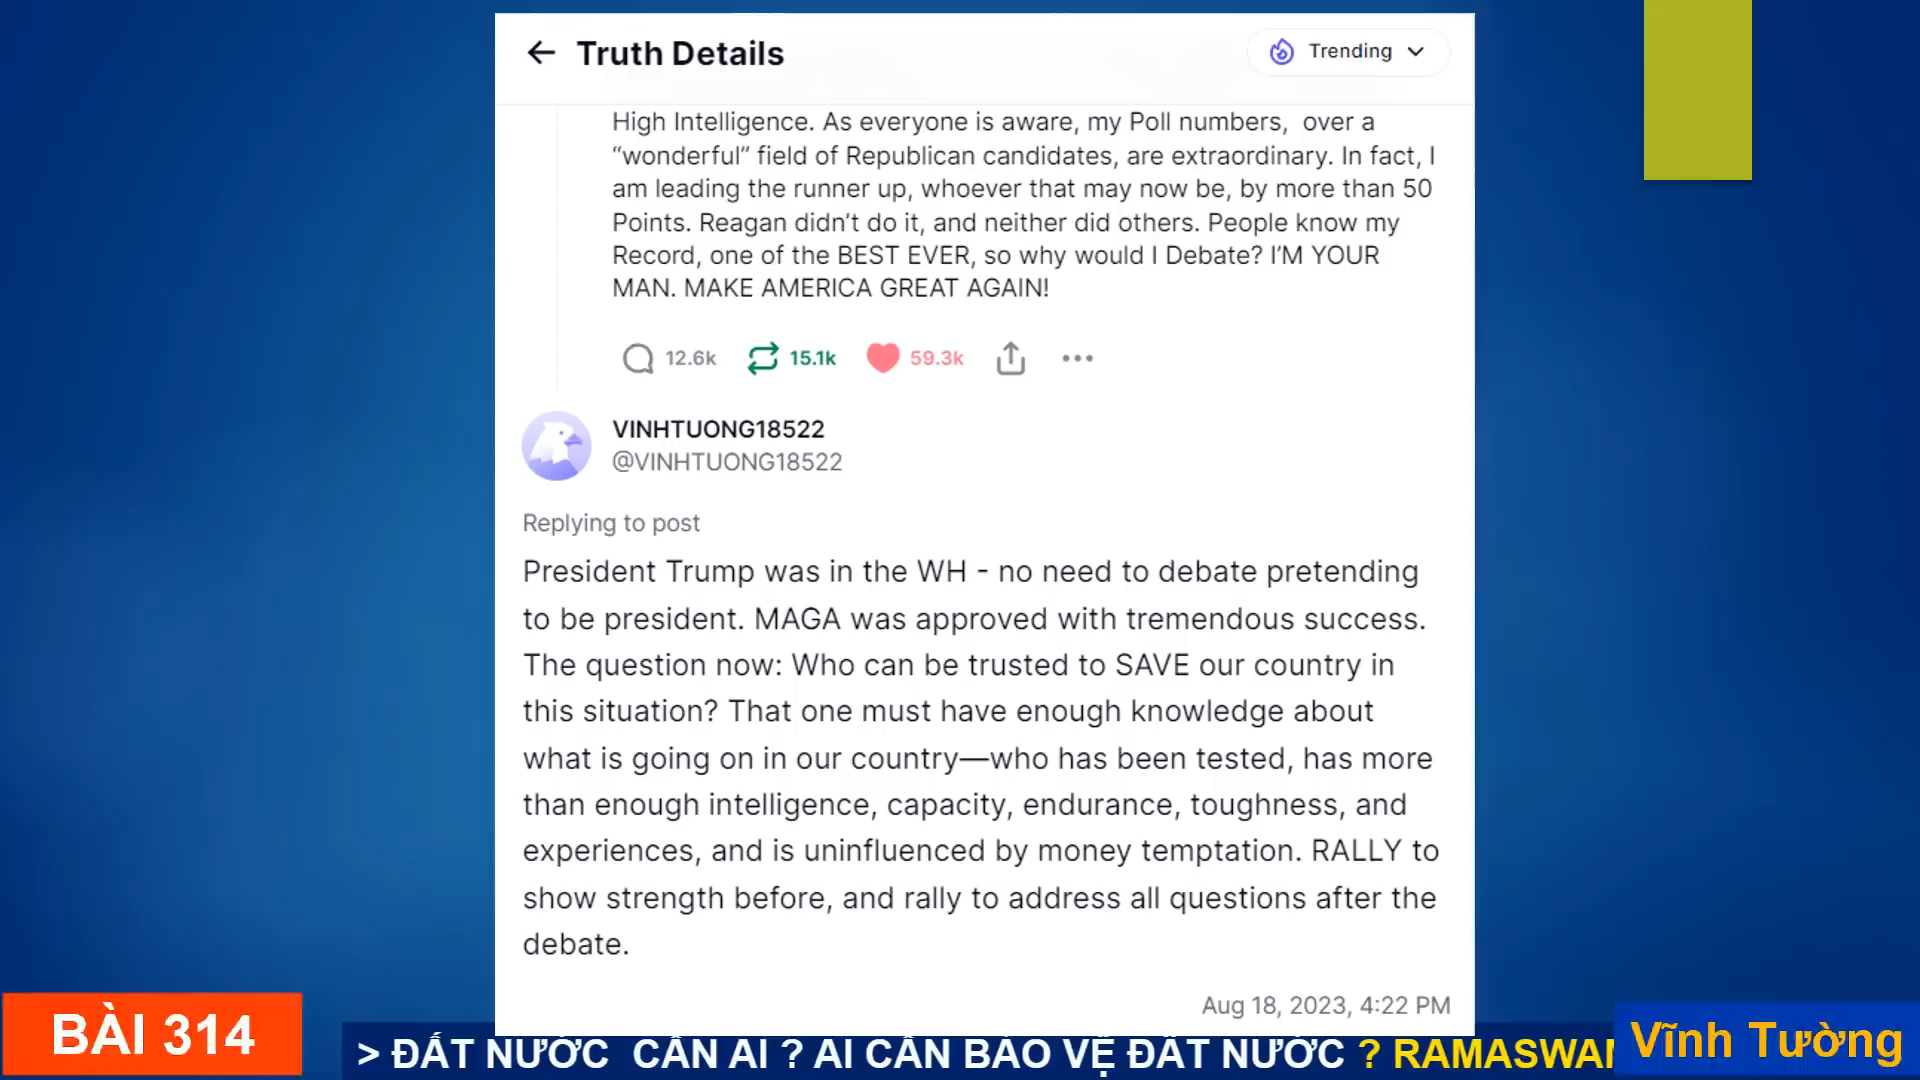 Truth Details
Trending
High Intelligence. As everyone is aware, my Poll numbers,  over a
“wonderful” field of Republican candidates, are extraordinary. In fact, I
am leading the runner up, whoever that may now be, by more than 50
Points. Reagan didn’t do it, and neither did others. People know my
Record, one of the BEST EVER, so why would I Debate? I’M YOUR
MAN. MAKE AMERICA GREAT AGAIN!
12.6k 15.1k 59.3k
VINHTUONG18522
@VINHTUONG18522
Replying to post
President Trump was in the WH - no need to debate pretending
to be president. MAGA was approved with tremendous success.
The question now: Who can be trusted to SAVE our country in
this situation? That one must have enough knowledge about
what is going on in our country—who has been tested, has more
than enough intelligence, capacity, endurance, toughness, and
experiences, and is uninfluenced by money temptation. RALLY to
show strength before, and rally to address all questions after the
debate.
Aug 18, 2023, 4:22 PM
BÀI 314
> ĐẤT NƯỚC  CẦN AI ? AI CẦN BẢO VỆ ĐẤT NƯỚC ? RAMASWA
Vĩnh Tường